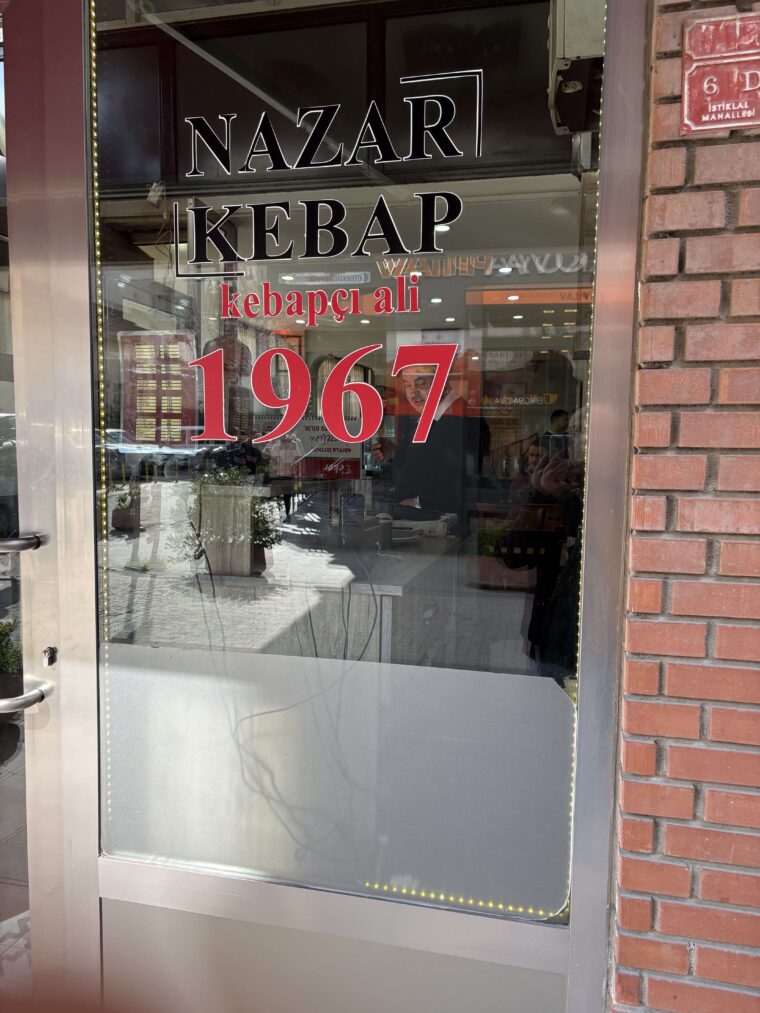 NAZAR
KEBAP
kebapçı ali
1967
6 D
İSTİKLAL
MAHALLESİ